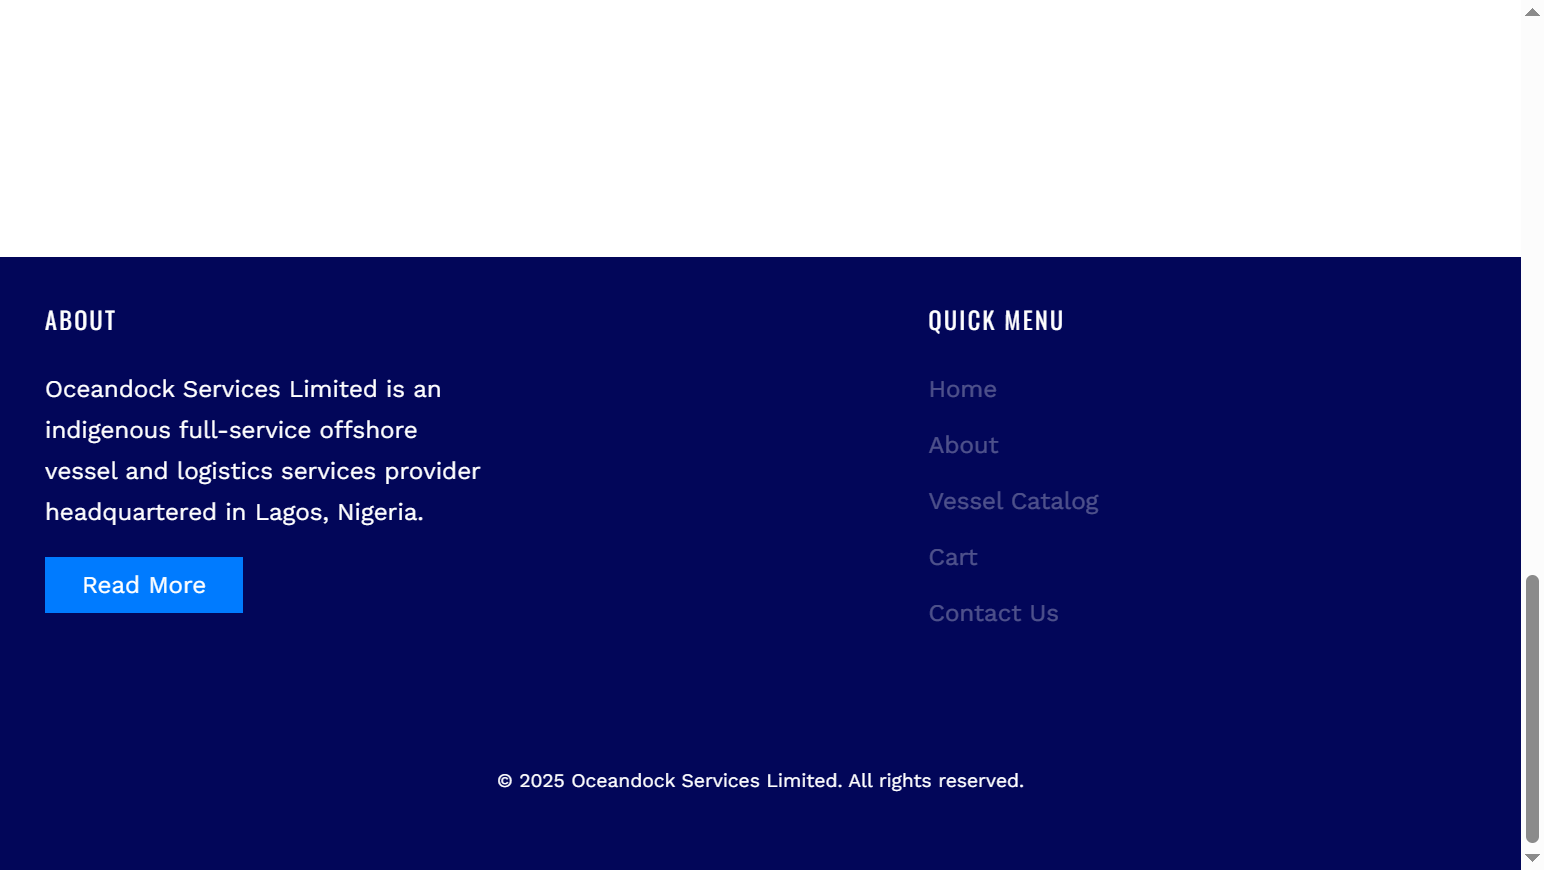 ABOUT
Oceandock Services Limited is an
indigenous full-service offshore
vessel and logistics services provider
headquartered in Lagos, Nigeria.
Read More
QUICK MENU
Home
About
Vessel Catalog
Cart
Contact Us
© 2025 Oceandock Services Limited. All rights reserved.